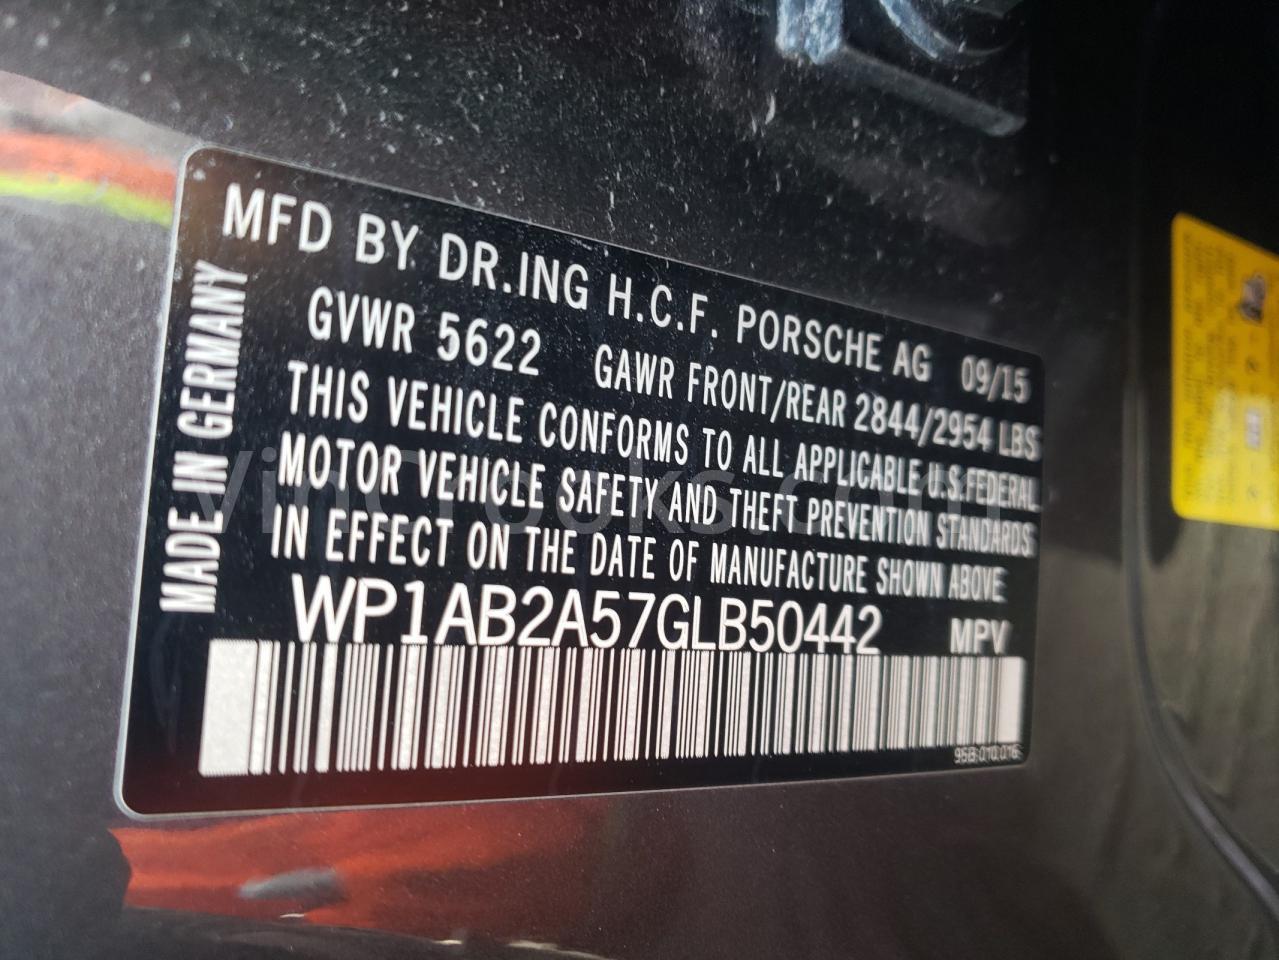 MFD BY DR.ING H.C.F. PORSCHE AG 09/15
GVWR 5622 GAWR FRONT/REAR 2844/2954 LBS
THIS VEHICLE CONFORMS TO ALL APPLICABLE U.S.FEDERAL
MOTOR VEHICLE SAFETY AND THEFT PREVENTION STANDARDS
IN EFFECT ON THE DATE OF MANUFACTURE SHOWN ABOVE
WP1AB2A57GLB50442 MPV
95B.010.016
MADE IN GERMANY